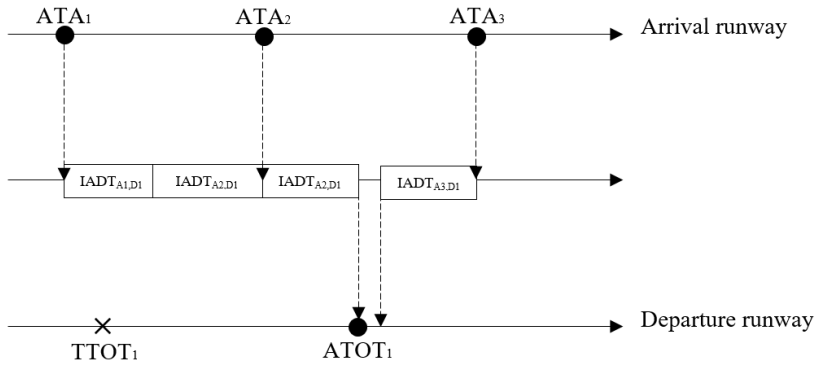 ATA1 ATA2 ATA3 Arrival runway
IADTA1,D1 IADTA2,D1 IADTA2,D1 IADTA3,D1
Departure runway
TTOT1 ATOT1